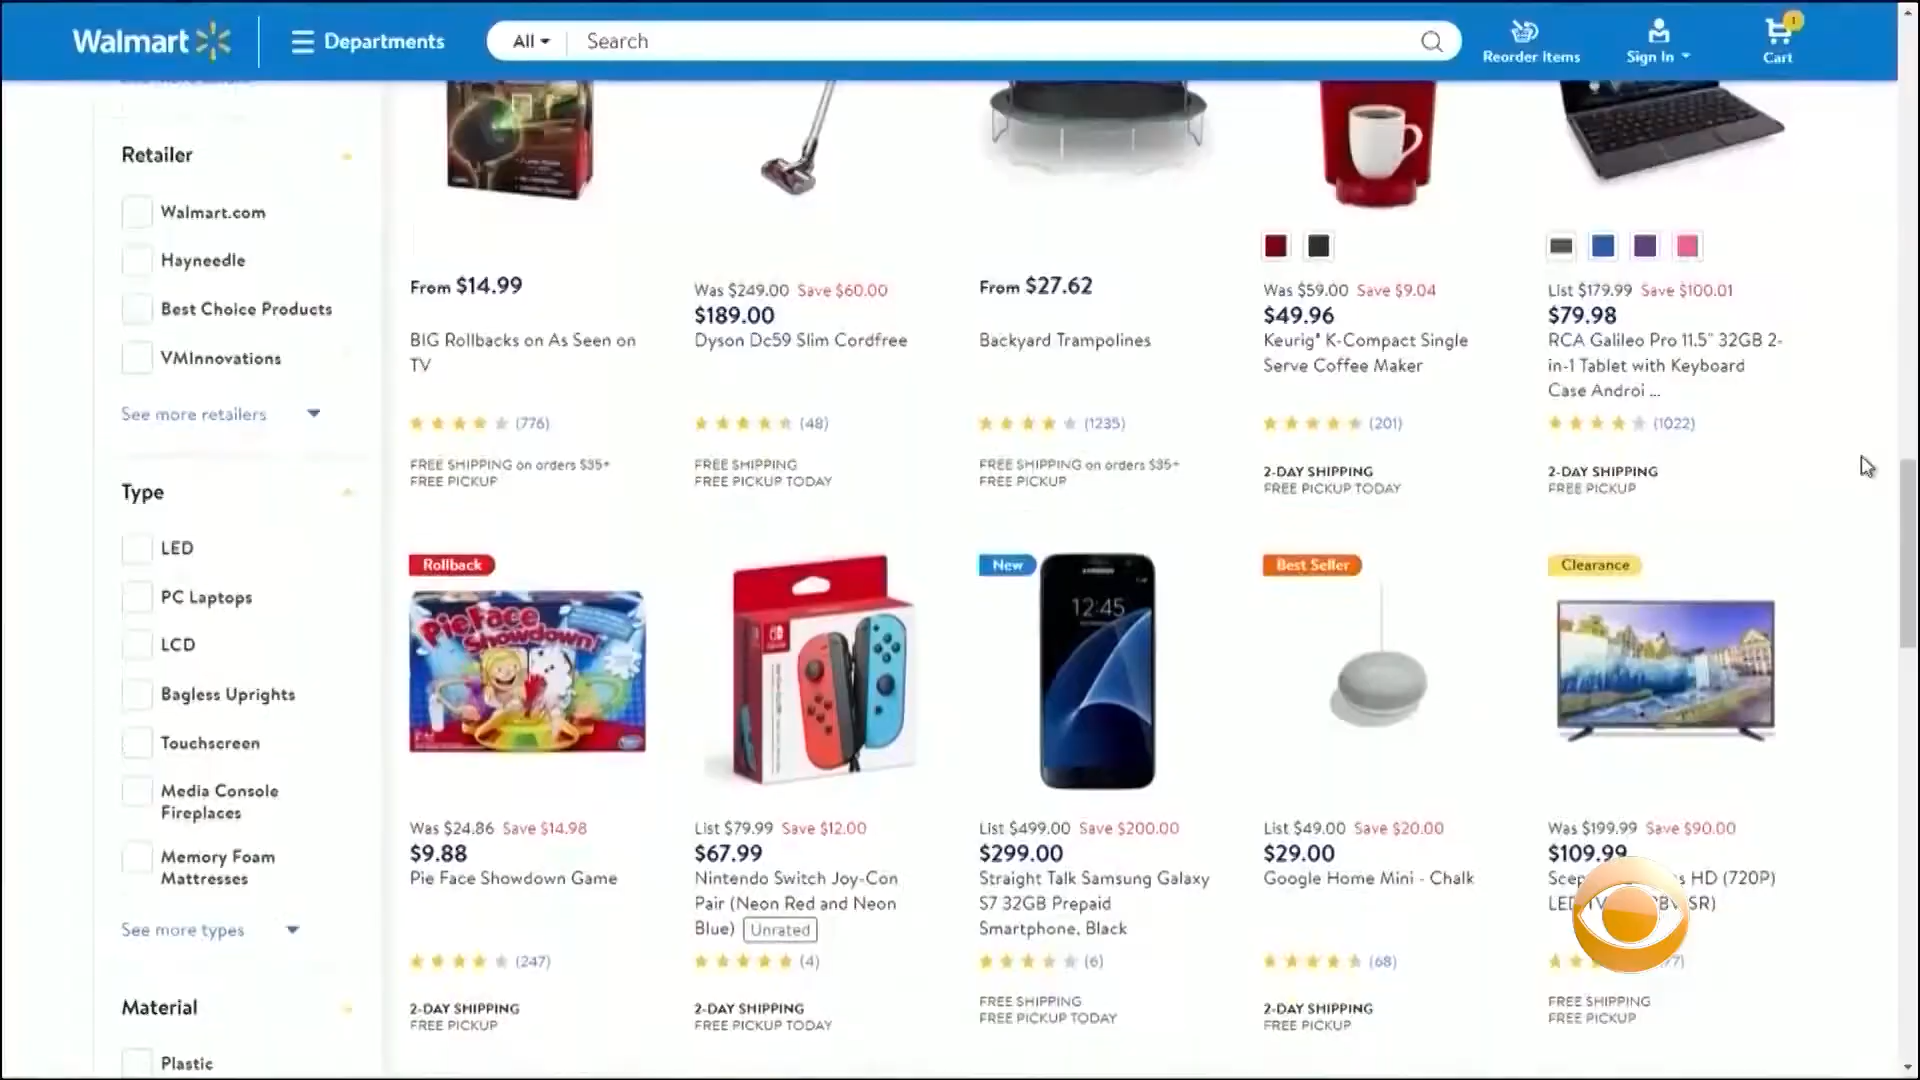 Walmart
Departments
All
Search
Reorder Items
Sign In
1
Cart
Retailer
Walmart.com
Hayneedle
Best Choice Products
VMInnovations
See more retailers
Type
LED
PC Laptops
LCD
Bagless Uprights
Touchscreen
Media Console
Fireplaces
Memory Foam
Mattresses
See more types
Material
Plastic
From $14.99
BIG Rollbacks on As Seen on
TV
(776)
FREE SHIPPING on orders $35+
FREE PICKUP
Was $249.00 Save $60.00
$189.00
Dyson Dc59 Slim Cordfree
(48)
FREE SHIPPING
FREE PICKUP TODAY
From $27.62
Backyard Trampolines
(1235)
FREE SHIPPING on orders $35+
FREE PICKUP
Was $59.00 Save $9.04
$49.96
Keurig® K-Compact Single
Serve Coffee Maker
(201)
2-DAY SHIPPING
FREE PICKUP TODAY
List $179.99 Save $100.01
$79.98
RCA Galileo Pro 11.5" 32GB 2-
in-1 Tablet with Keyboard
Case Androi ...
(1022)
2-DAY SHIPPING
FREE PICKUP
Rollback
Pie Face
Showdown!
Was $24.86 Save $14.98
$9.88
Pie Face Showdown Game
(247)
2-DAY SHIPPING
FREE PICKUP
List $79.99 Save $12.00
$67.99
Nintendo Switch Joy-Con
Pair (Neon Red and Neon
Blue) Unrated
(4)
2-DAY SHIPPING
FREE PICKUP TODAY
New
SAMSUNG
12:45
List $499.00 Save $200.00
$299.00
Straight Talk Samsung Galaxy
S7 32GB Prepaid
Smartphone, Black
(6)
FREE SHIPPING
FREE PICKUP TODAY
Best Seller
List $49.00 Save $20.00
$29.00
Google Home Mini - Chalk
(68)
2-DAY SHIPPING
FREE PICKUP
Clearance
Was $199.99 Save $90.00
$109.99
HD (720P)
LED TV
FREE SHIPPING
FREE PICKUP